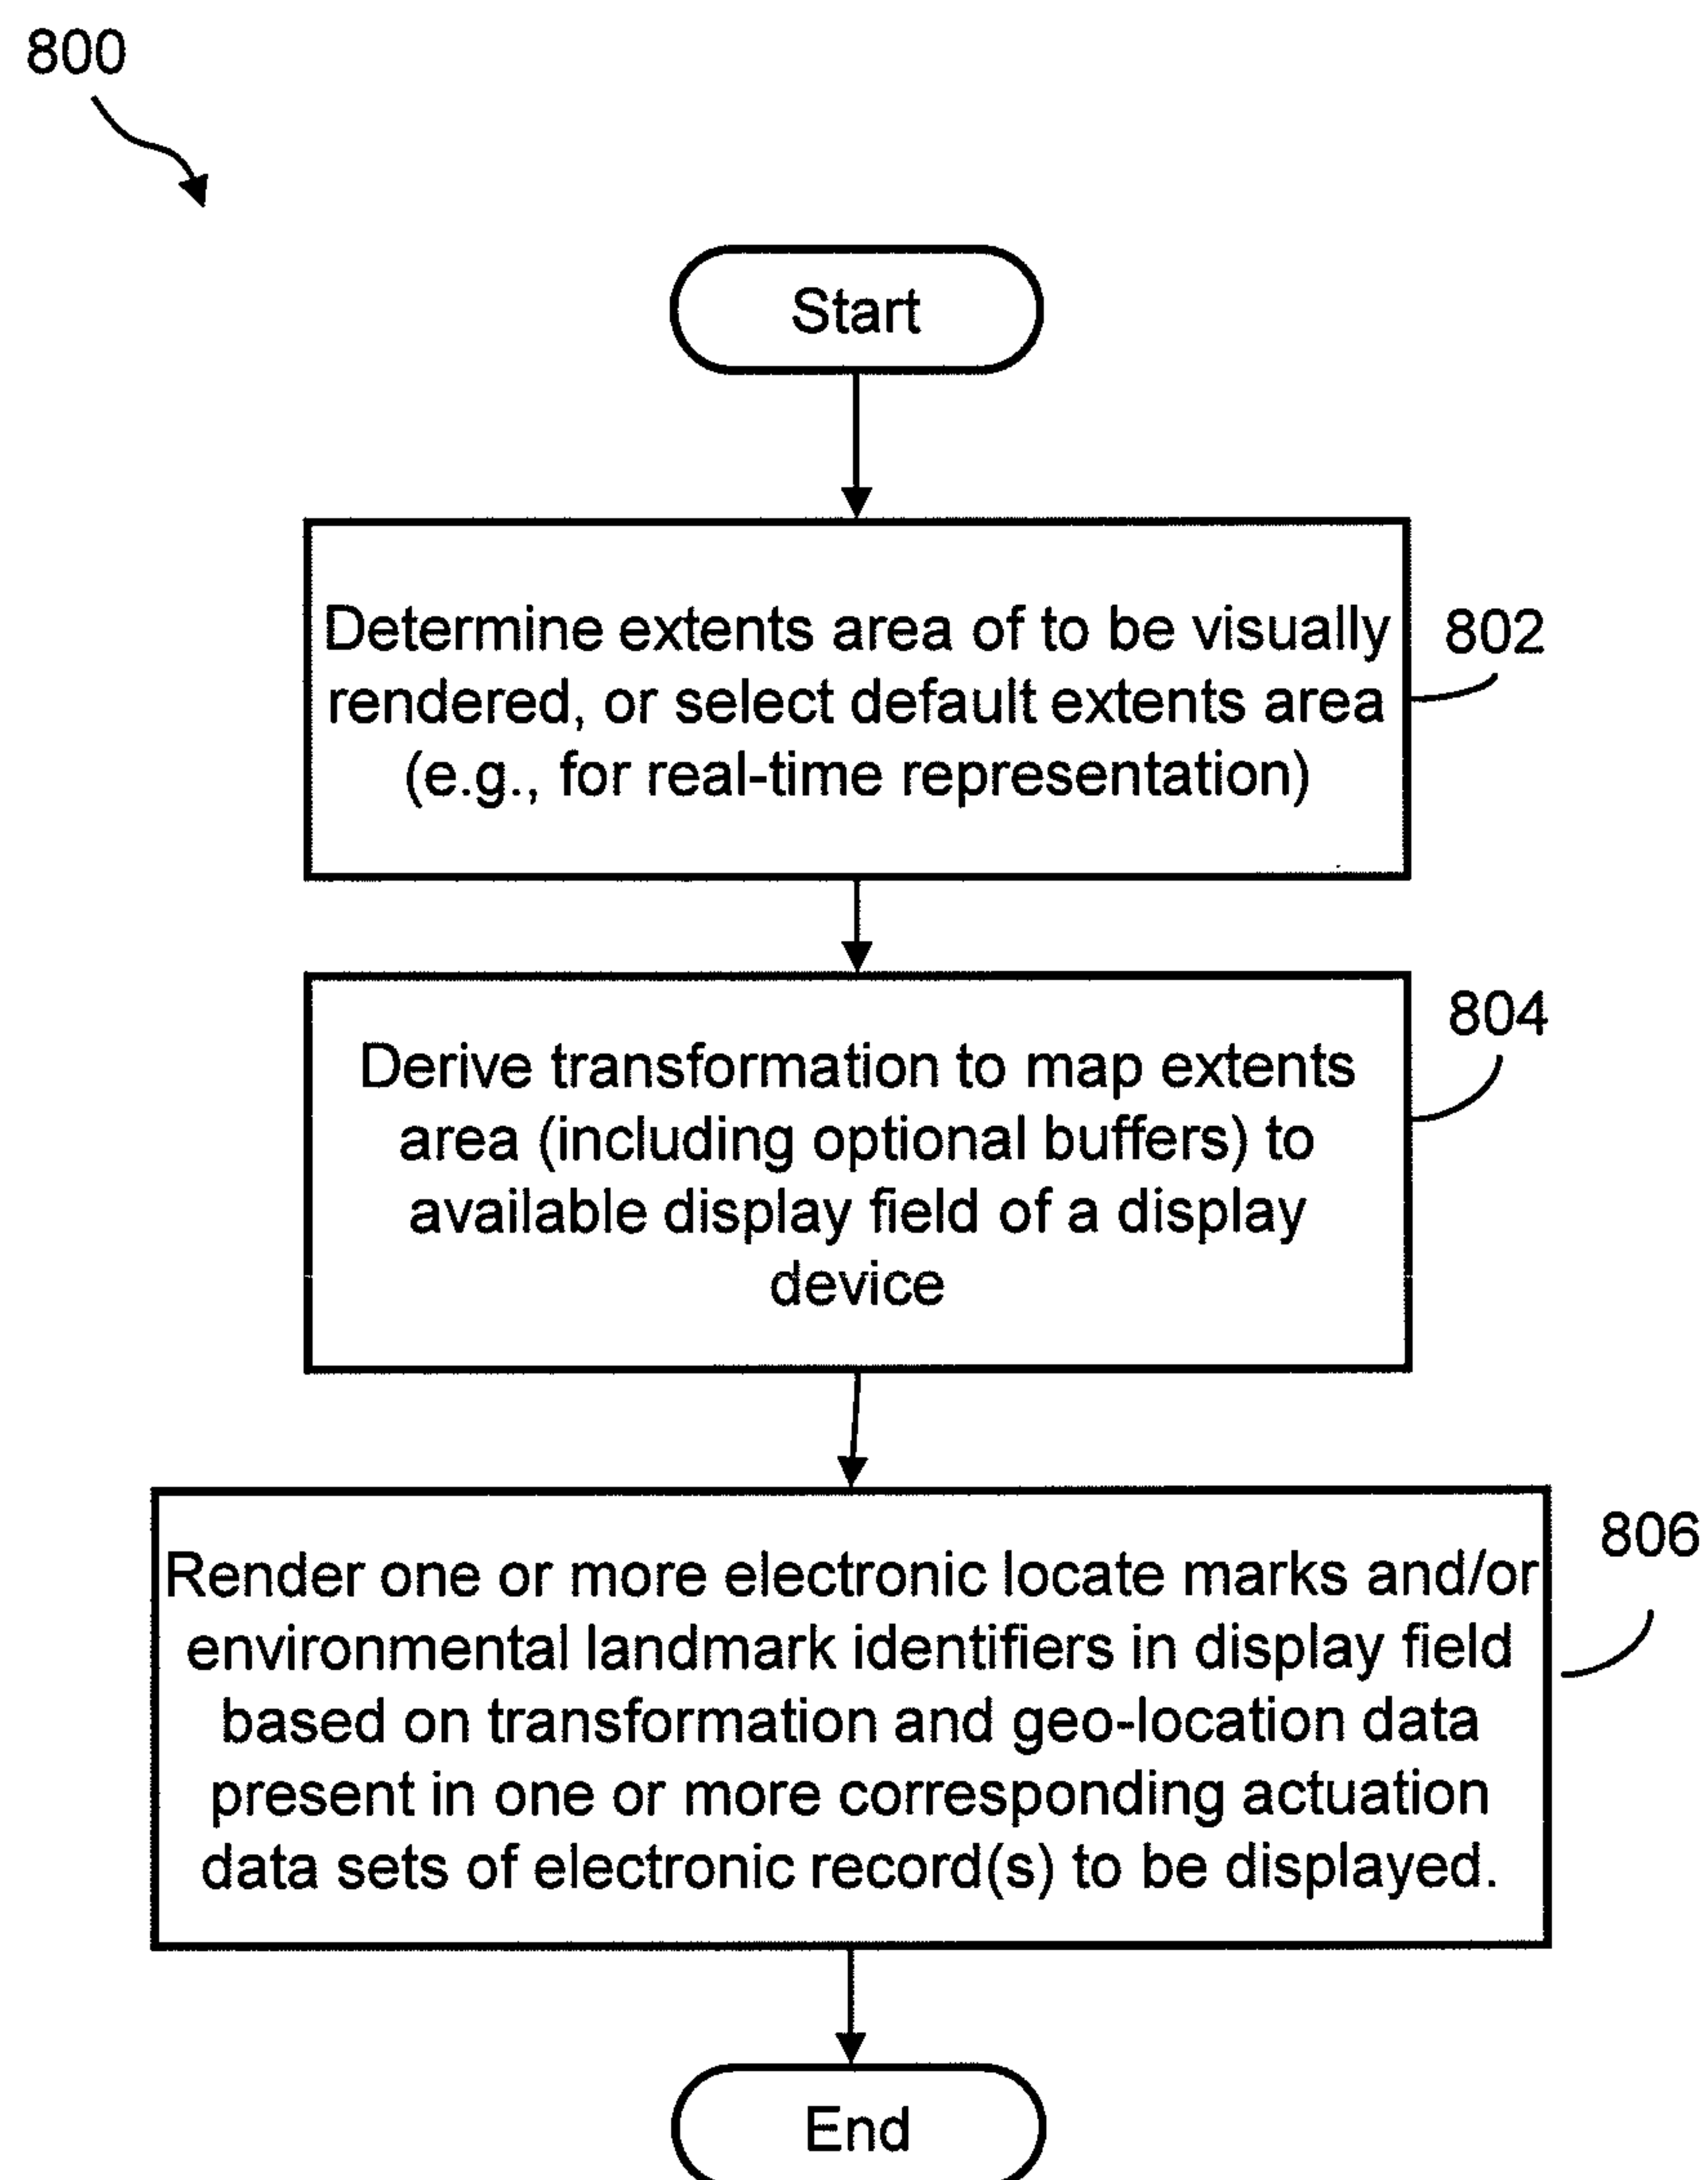 800
Start
Determine extents area of to be visually
rendered, or select default extents area
(e.g., for real-time representation)
802
Derive transformation to map extents
area (including optional buffers) to
available display field of a display
device
804
Render one or more electronic locate marks and/or
environmental landmark identifiers in display field
based on transformation and geo-location data
present in one or more corresponding actuation
data sets of electronic record(s) to be displayed.
806
End